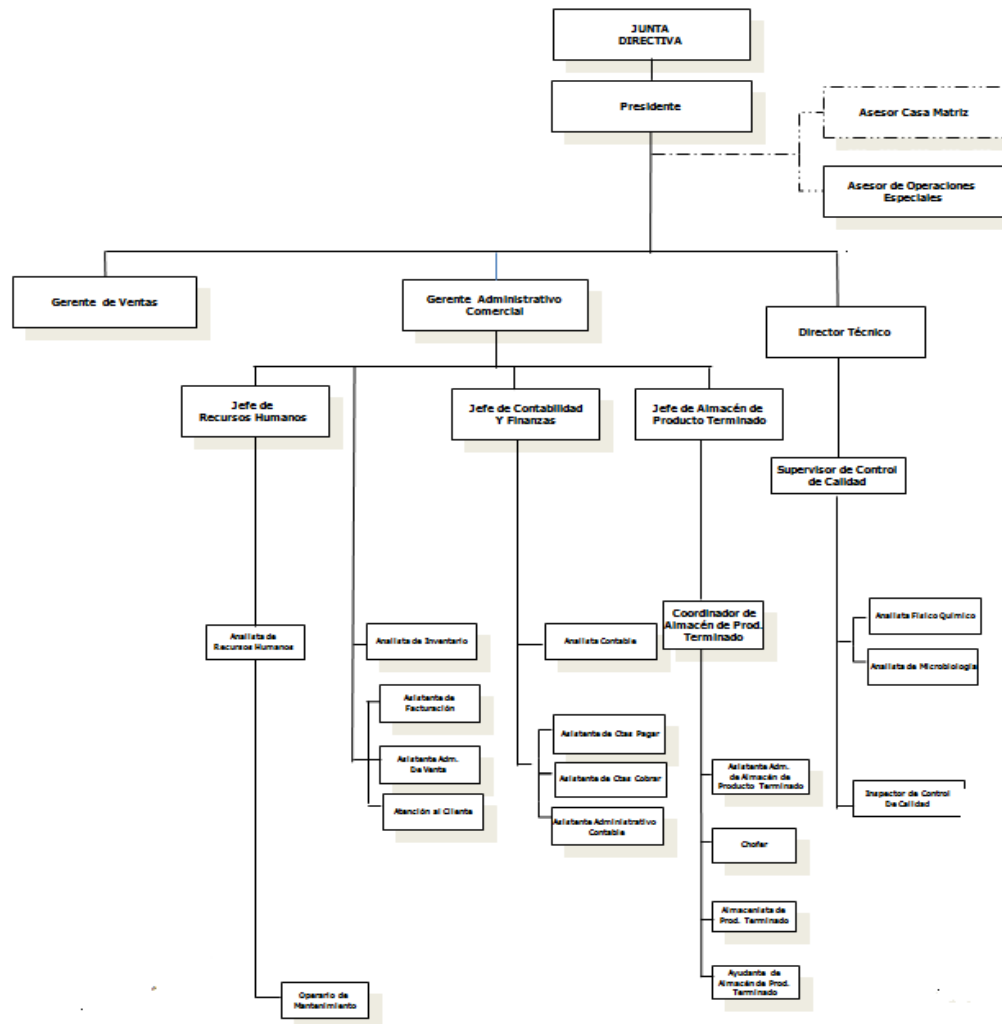 JUNTA
DIRECTIVA
Presidente
Asesor Casa Matriz
Asesor de Operaciones
Especiales
Gerente de Ventas
Gerente Administrativo
Comercial
Director Técnico
Jefe de
Recursos Humanos
Jefe de Contabilidad
Y Finanzas
Jefe de Almacén de
Producto Terminado
Supervisor de Control
de Calidad
Analista de
Recursos Humanos
Analista de Inventario
Analista Contable
Coordinador de
Almacén de Prod.
Terminado
Analista Físico Químico
Analista de Microbiología
Asistente de
Facturación
Asistente Adm.
De Venta
Atención al Cliente
Asistente de Ctas Pagar
Asistente de Ctas Cobrar
Asistente Administrativo
Contable
Asistente Adm.
de Almacén de
Producto Terminado
Chofer
Almacenista de
Prod. Terminado
Ayudante de
Almacén de Prod.
Terminado
Inspector de Control
De Calidad
Operario de
Mantenimiento